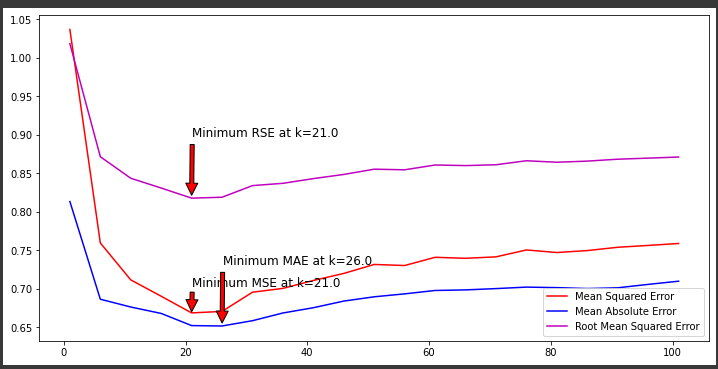 1.05
1.00
0.95
0.90
0.85
0.80
0.75
0.70
0.65
Minimum RSE at k=21.0
Minimum MAE at k=26.0
Minimum MSE at k=21.0
Mean Squared Error
Mean Absolute Error
Root Mean Squared Error
0 20 40 60 80 100